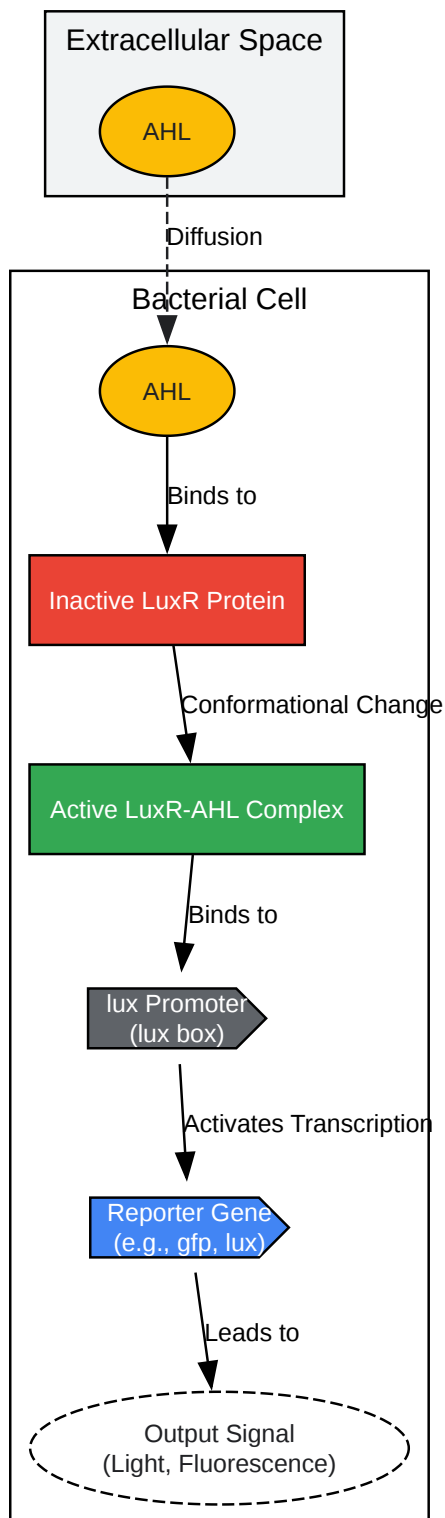 Extracellular Space
AHL
Diffusion
Bacterial Cell
AHL
Binds to
Inactive LuxR Protein
Conformational Change
Active LuxR-AHL Complex
Binds to
lux Promoter
(lux box)
Activates Transcription
Reporter Gene
(e.g., gfp, lux)
Leads to
Output Signal
(Light, Fluorescence)